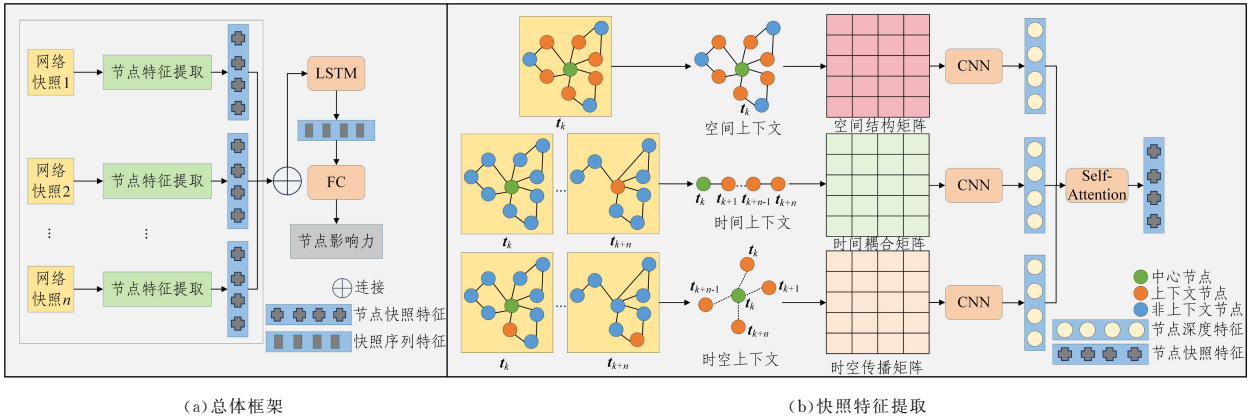 网络
快照1
节点特征提取
LSTM
网络
快照2
节点特征提取
FC
节点影响力
⋮
⋮
网络
快照n
节点特征提取
连接
节点快照特征
快照序列特征
(a)总体框架
t_k
t_k
空间上下文
空间结构矩阵
CNN
...
t_k
t_{k+n}
t_k
t_{k+1}
...
t_{k+n-1}
t_{k+n}
时间上下文
时间耦合矩阵
CNN
Self-
Attention
...
t_k
t_{k+n}
t_k
t_{k+n-1}
t_{k+1}
t_k
t_{k+n}
时空上下文
时空传播矩阵
CNN
中心节点
上下文节点
非上下文节点
节点深度特征
节点快照特征
(b)快照特征提取